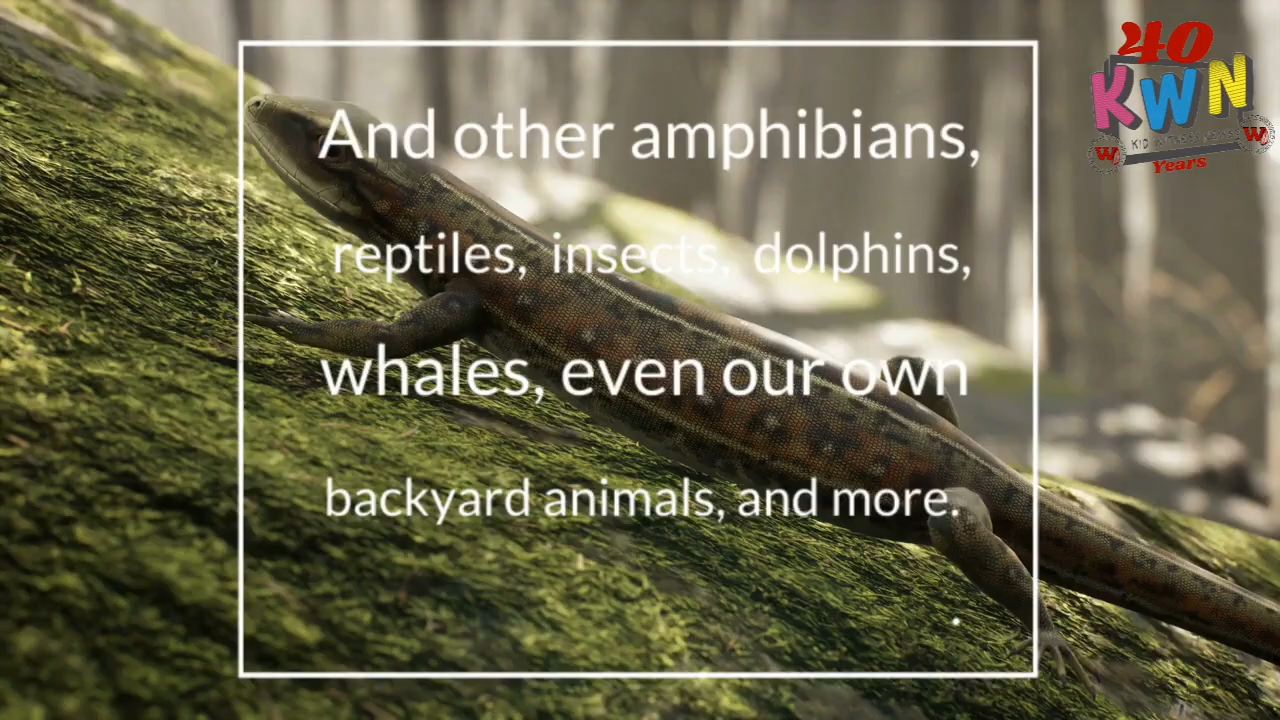 And other amphibians,
reptiles, insects, dolphins,
whales, even our own
backyard animals, and more.
40
KWN
W W
Years